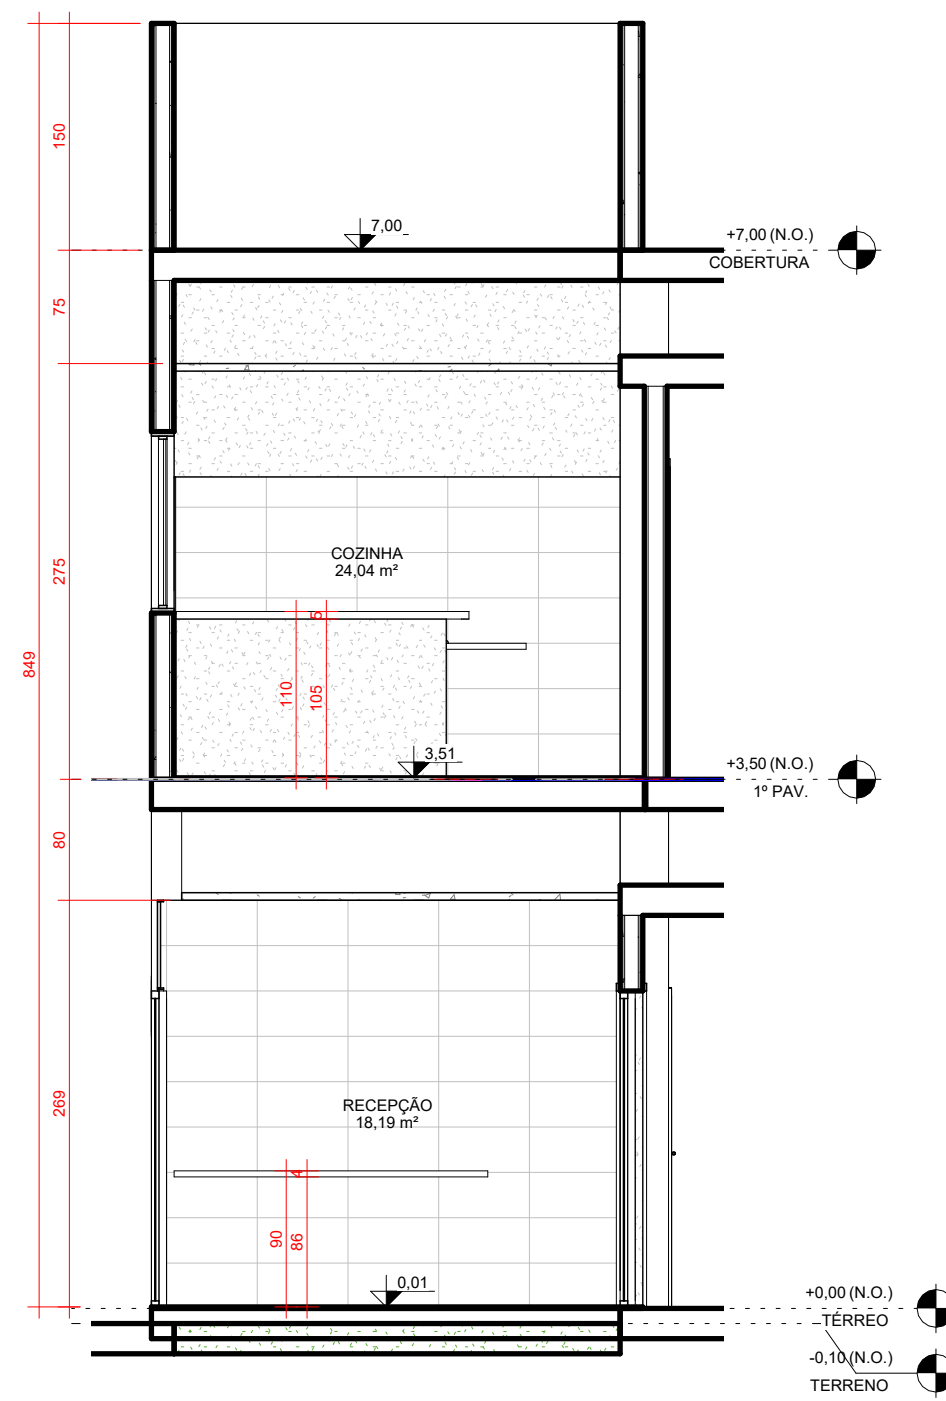 150
7,00
+7,00 (N.O.)
COBERTURA
75
COZINHA
24,04 m²
275
5
110
105
849
3,51
+3,50 (N.O.)
1º PAV.
80
RECEPÇÃO
18,19 m²
269
4
90
86
0,01
+0,00 (N.O.)
TÉRREO
-0,10 (N.O.)
TERRENO